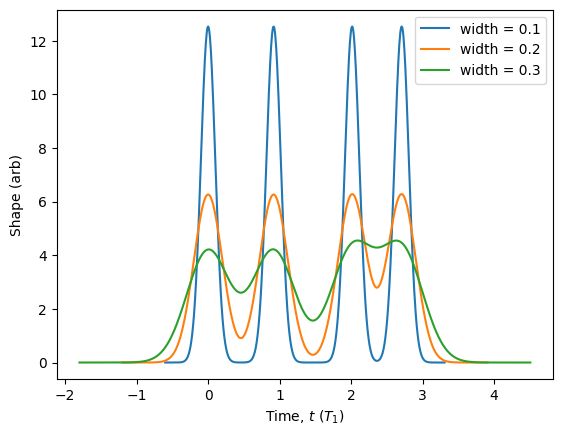 width = 0.1
width = 0.2
width = 0.3
12
10
8
6
4
2
0
Shape (arb)
−2 −1 0 1 2 3 4
Time, t (T₁)